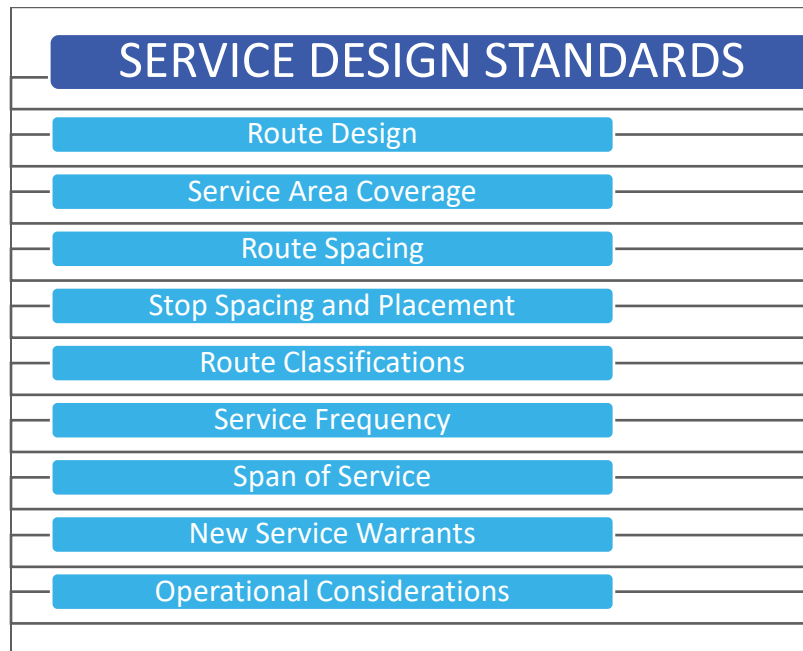 SERVICE DESIGN STANDARDS
Route Design
Service Area Coverage
Route Spacing
Stop Spacing and Placement
Route Classifications
Service Frequency
Span of Service
New Service Warrants
Operational Considerations